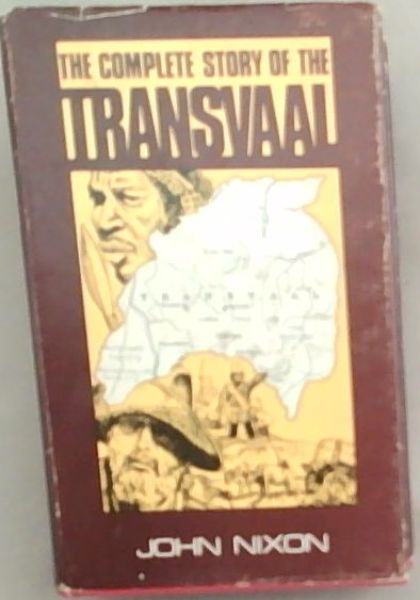 THE COMPLETE STORY OF THE
TRANSVAAL
TRANSVAAL
JOHN NIXON